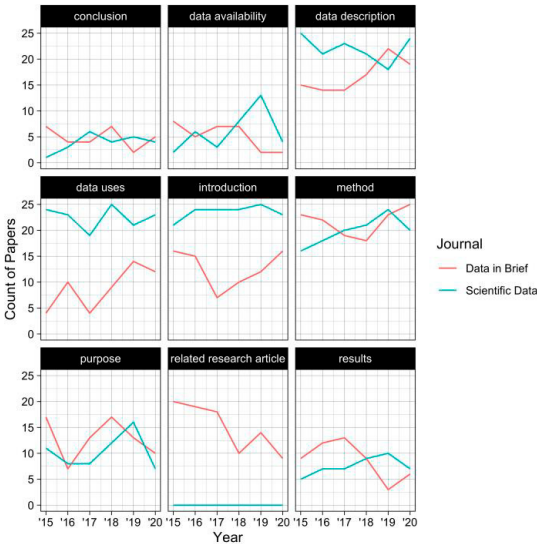 conclusion data availability data description
25
20
15
10
5
0
data uses introduction method
25
20
15
10
5
0
Count of Papers
Journal
Data in Brief
Scientific Data
purpose related research article results
25
20
15
10
5
0
'15 '16 '17 '18 '19 '20 '15 '16 '17 '18 '19 '20 '15 '16 '17 '18 '19 '20
Year